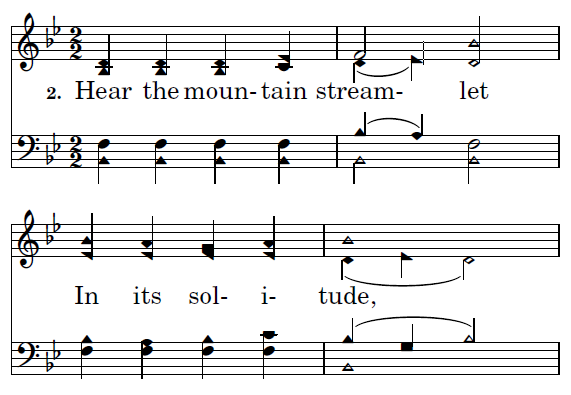 2. Hear the moun- tain stream- let
In its sol- i- tude,